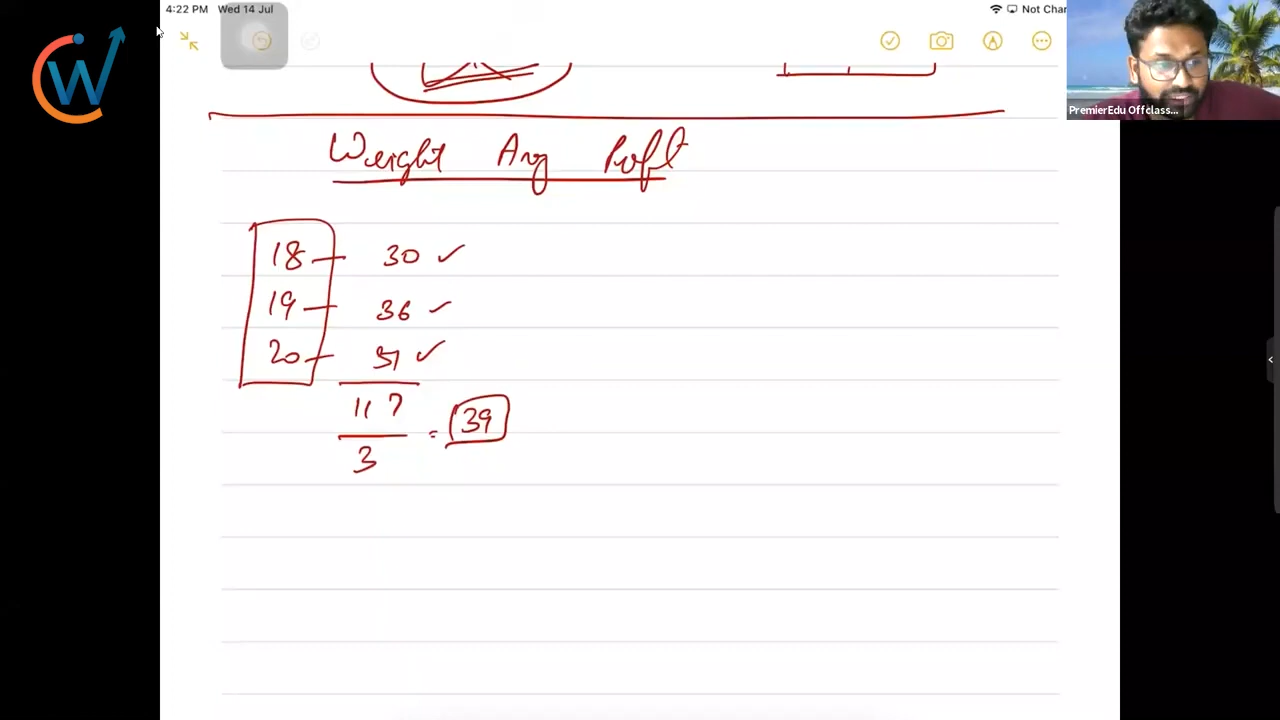 4:22 PM Wed 14 Jul
Not Char
CW
PremierEdu Offclass...
Weight Avg Profit
18 - 30 ✓
19 - 36 ✓
20 - 51 ✓
117
3
= 39